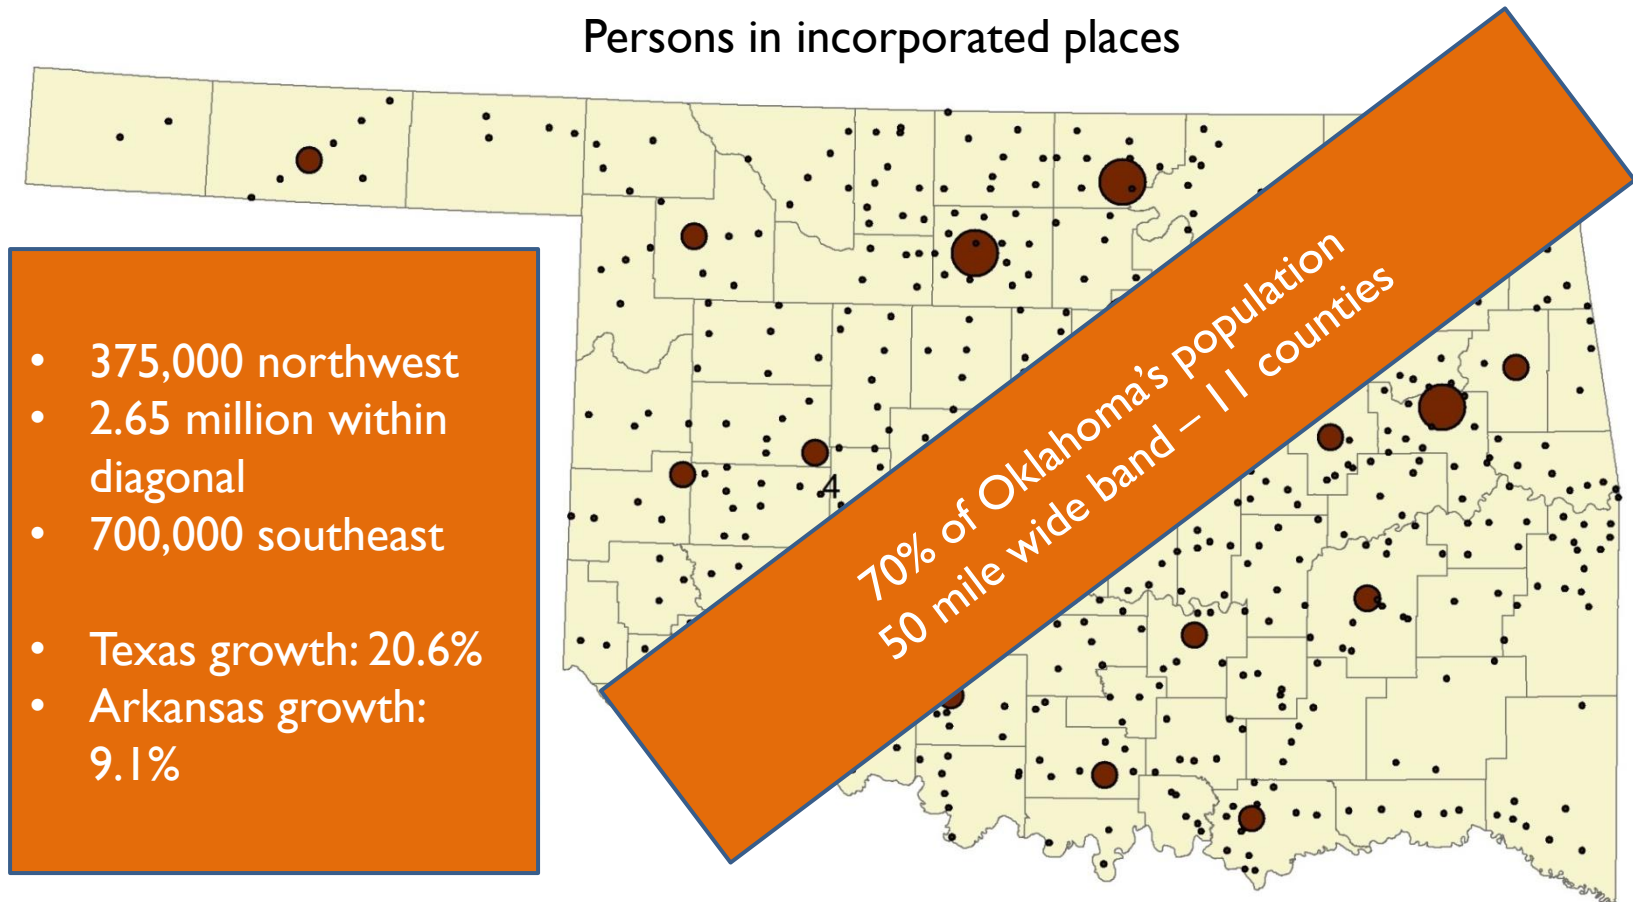 Persons in incorporated places
• 375,000 northwest
• 2.65 million within
diagonal
• 700,000 southeast
• Texas growth: 20.6%
• Arkansas growth:
9.1%
4
70% of Oklahoma’s population
50 mile wide band – 11 counties